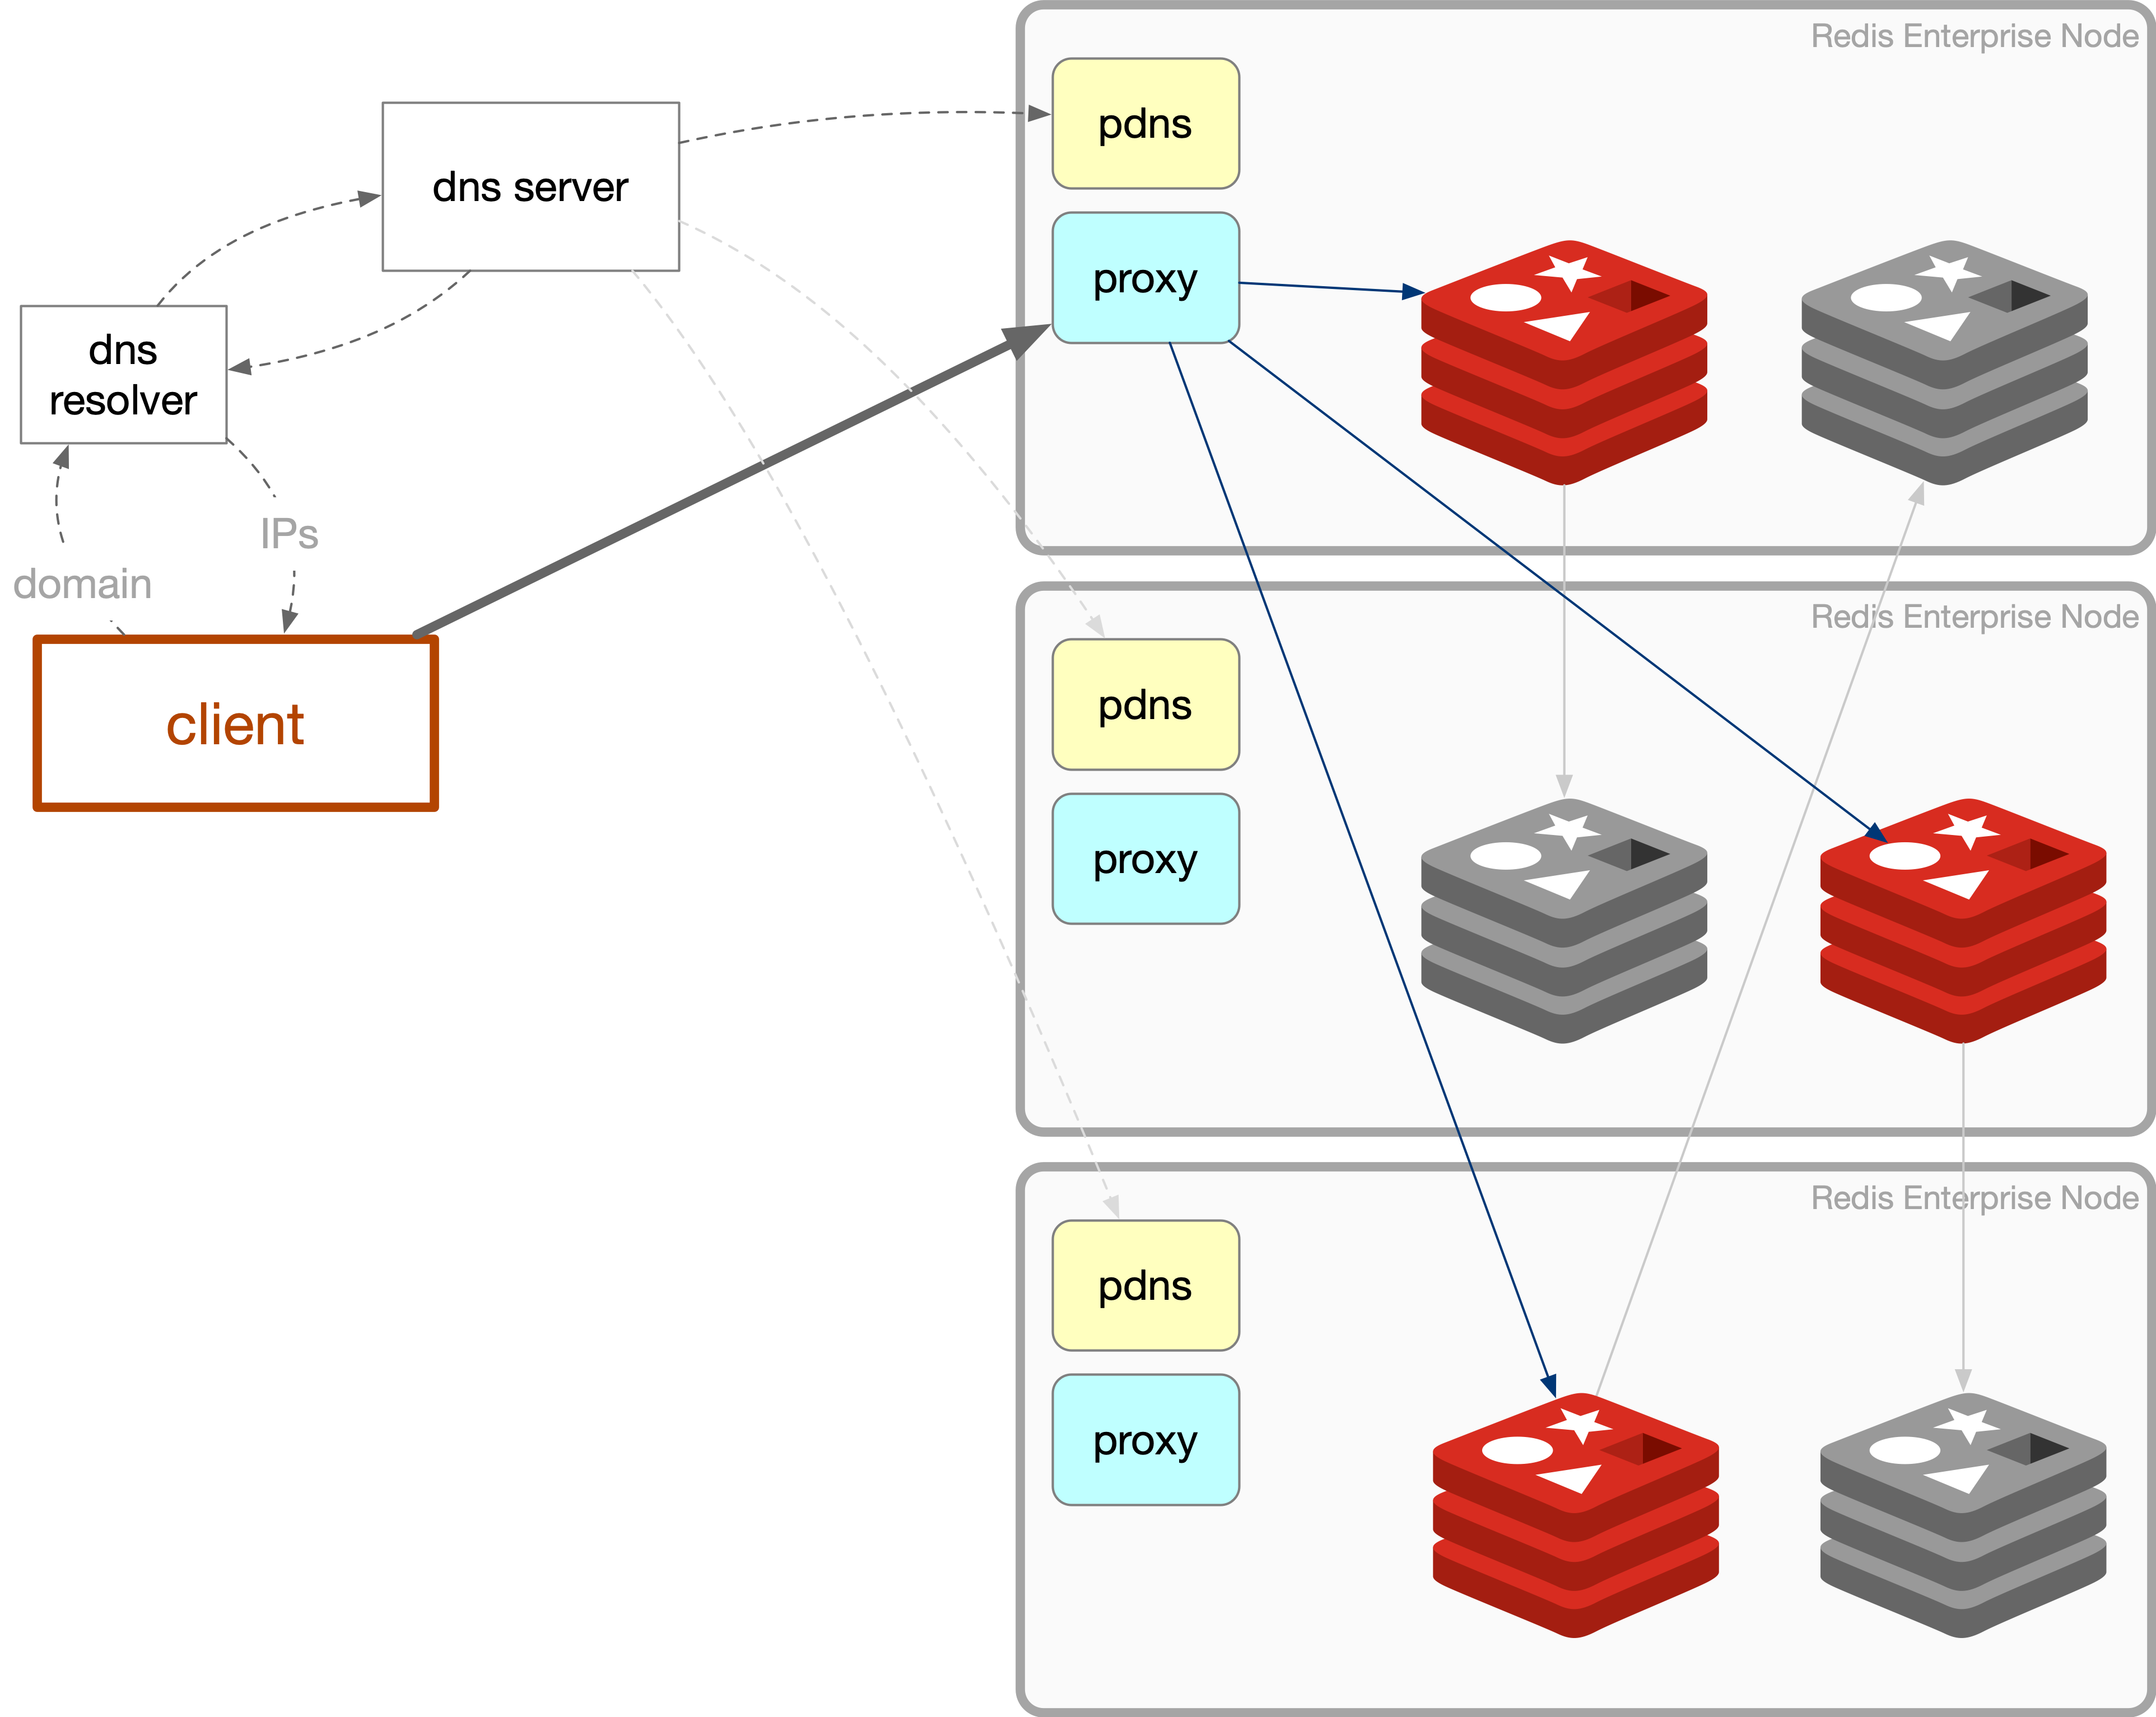 dns server
dns
resolver
IPs
domain
client
Redis Enterprise Node
pdns
proxy
Redis Enterprise Node
pdns
proxy
Redis Enterprise Node
pdns
proxy